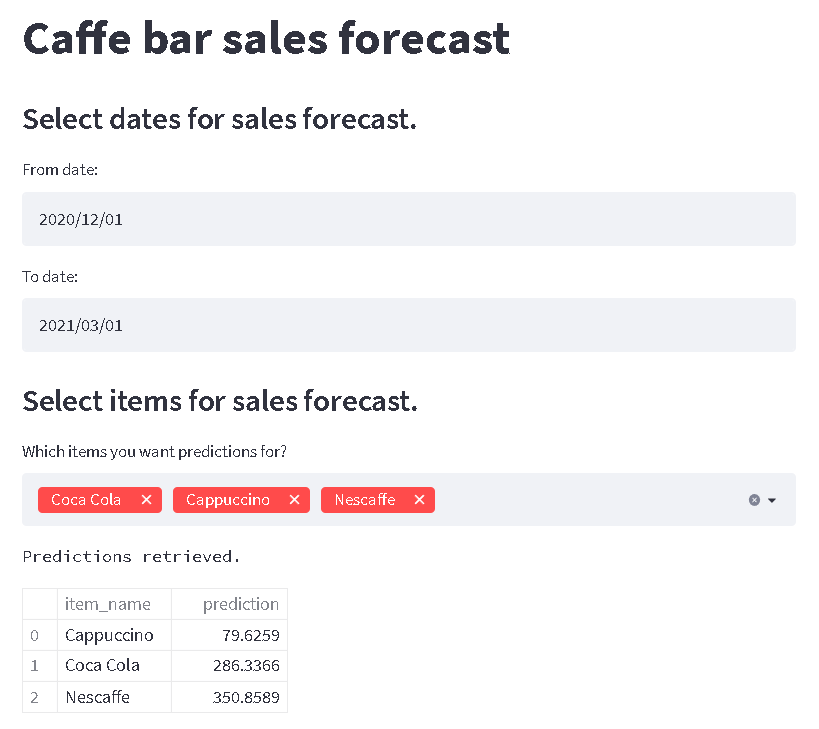 Caffe bar sales forecast
Select dates for sales forecast.
From date:
2020/12/01
To date:
2021/03/01
Select items for sales forecast.
Which items you want predictions for?
Coca Cola Cappuccino Nescaffe
Predictions retrieved.
item_name prediction
0 Cappuccino 79.6259
1 Coca Cola 286.3366
2 Nescaffe 350.8589